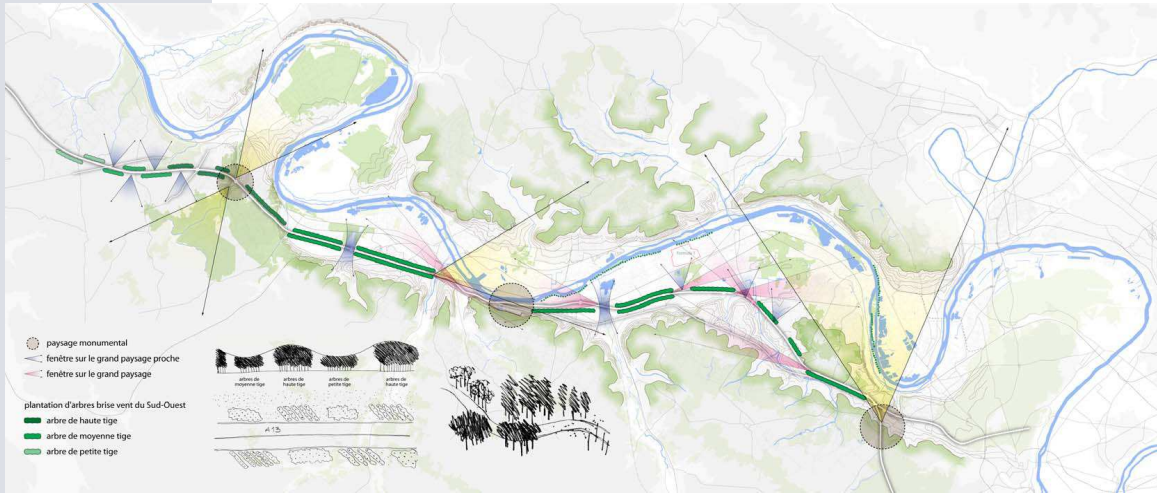 paysage monumental
fenêtre sur le grand paysage proche
fenêtre sur le grand paysage
plantation d'arbres brise vent du Sud-Ouest
arbre de haute tige
arbre de moyenne tige
arbre de petite tige
arbres de
moyenne tige
arbres de
haute tige
arbres de
petite tige
arbres de
haute tige
A13